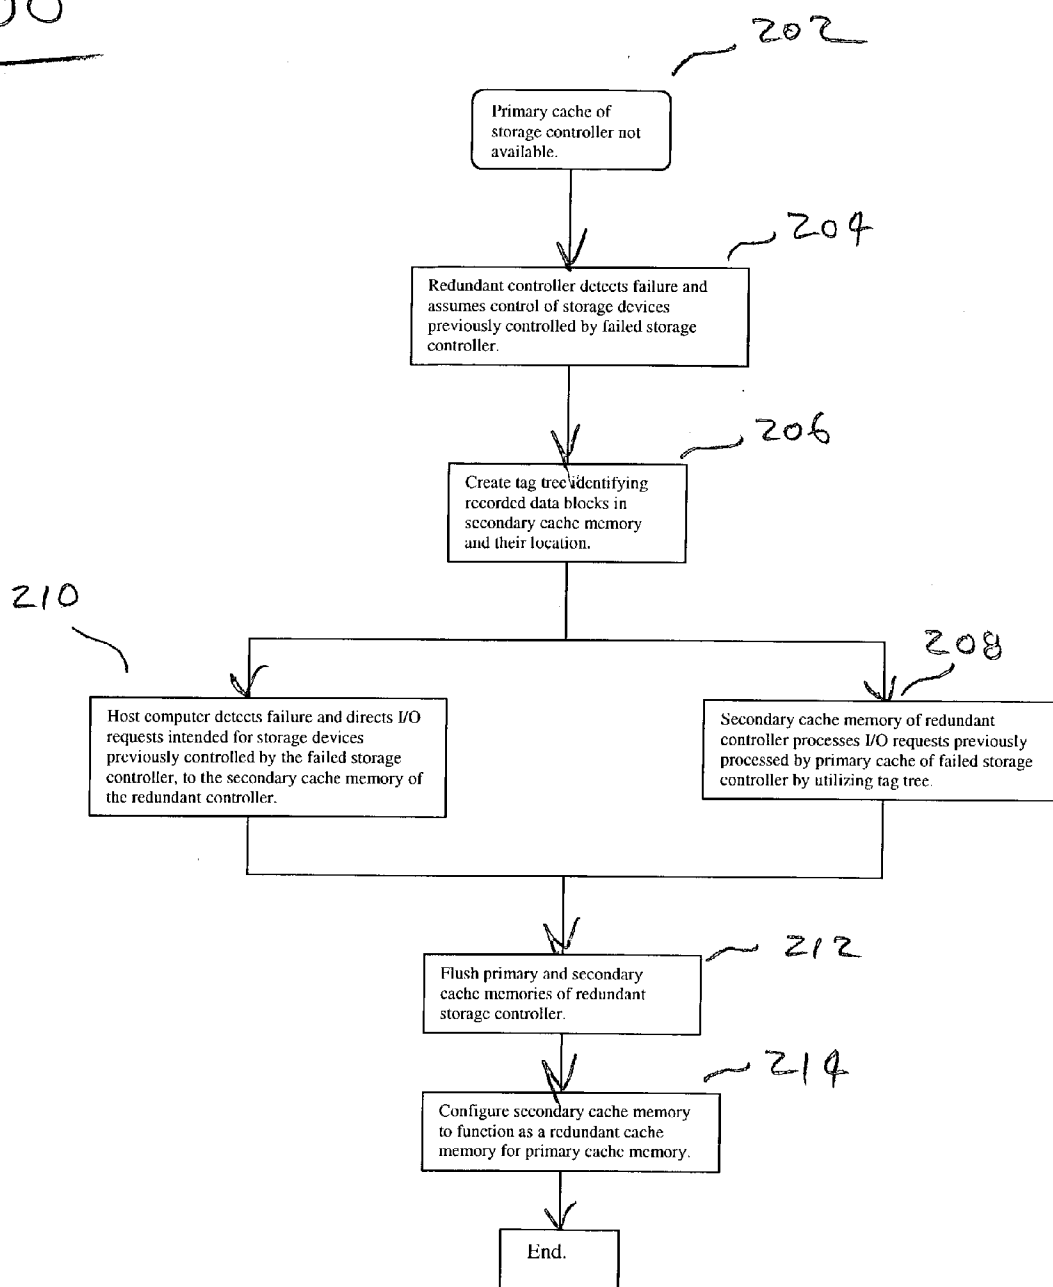 00
202
Primary cache of
storage controller not
available.
204
Redundant controller detects failure and
assumes control of storage devices
previously controlled by failed storage
controller.
206
Create tag tree identifying
recorded data blocks in
secondary cache memory
and their location.
210
208
Host computer detects failure and directs I/O
requests intended for storage devices
previously controlled by the failed storage
controller, to the secondary cache memory of
the redundant controller.
Secondary cache memory of redundant
controller processes I/O requests previously
processed by primary cache of failed storage
controller by utilizing tag tree.
212
Flush primary and secondary
cache memories of redundant
storage controller.
214
Configure secondary cache memory
to function as a redundant cache
memory for primary cache memory.
End.